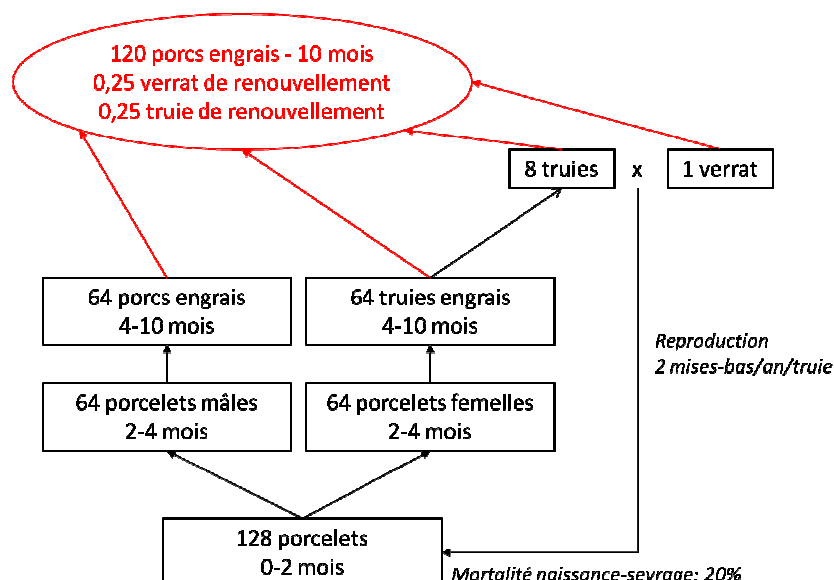 120 porcs engrais - 10 mois
0,25 verrat de renouvellement
0,25 truie de renouvellement
8 truies
x
1 verrat
64 porcs engrais
4-10 mois
64 truies engrais
4-10 mois
Reproduction
2 mises-bas/an/truie
64 porcelets mâles
2-4 mois
64 porcelets femelles
2-4 mois
128 porcelets
0-2 mois
Mortalité naissance-sevrage: 20%